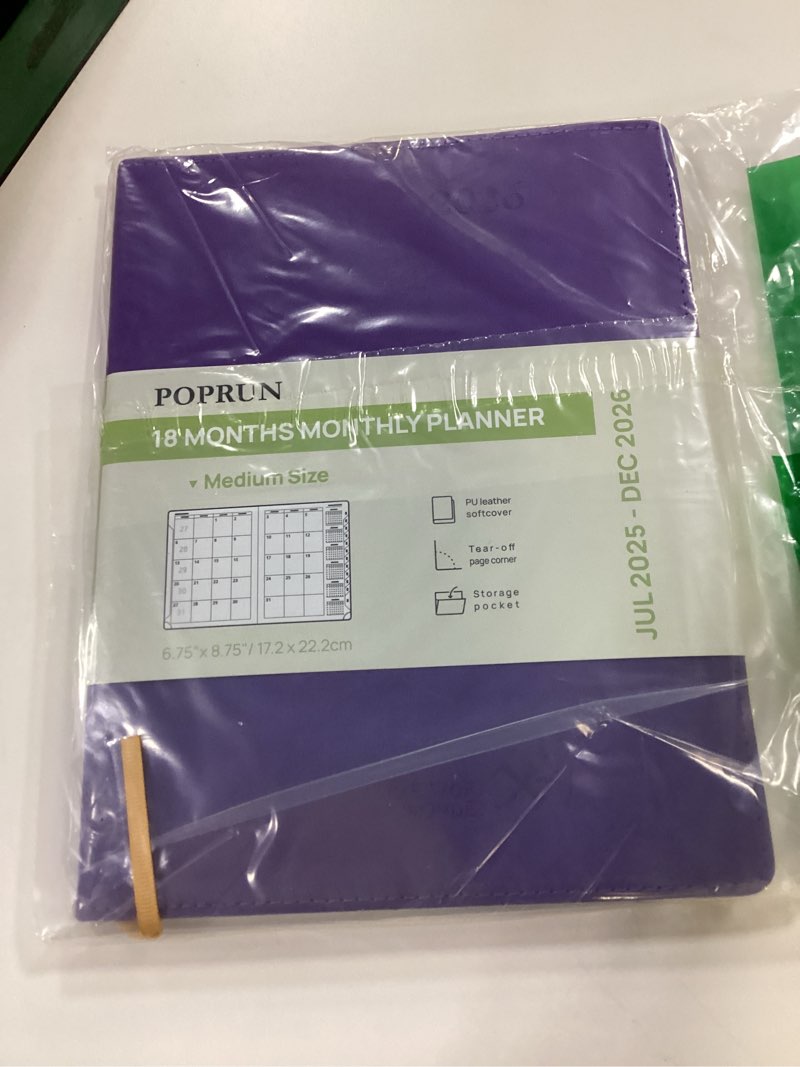 2026
POPRUN
18 MONTHS MONTHLY PLANNER
▼ Medium Size
PU leather
softcover
Tear-off
page corner
Storage
pocket
6.75"x 8.75"/ 17.2 x 22.2cm
JUL 2025 - DEC 2026